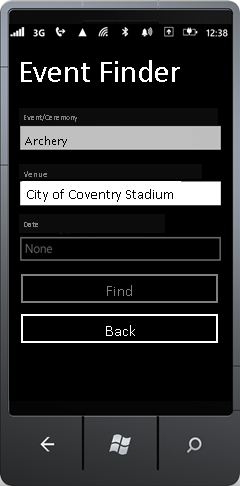 3G 12:38
Event Finder
Event/Ceremony
Archery
Venue
City of Coventry Stadium
Date
None
Find
Back